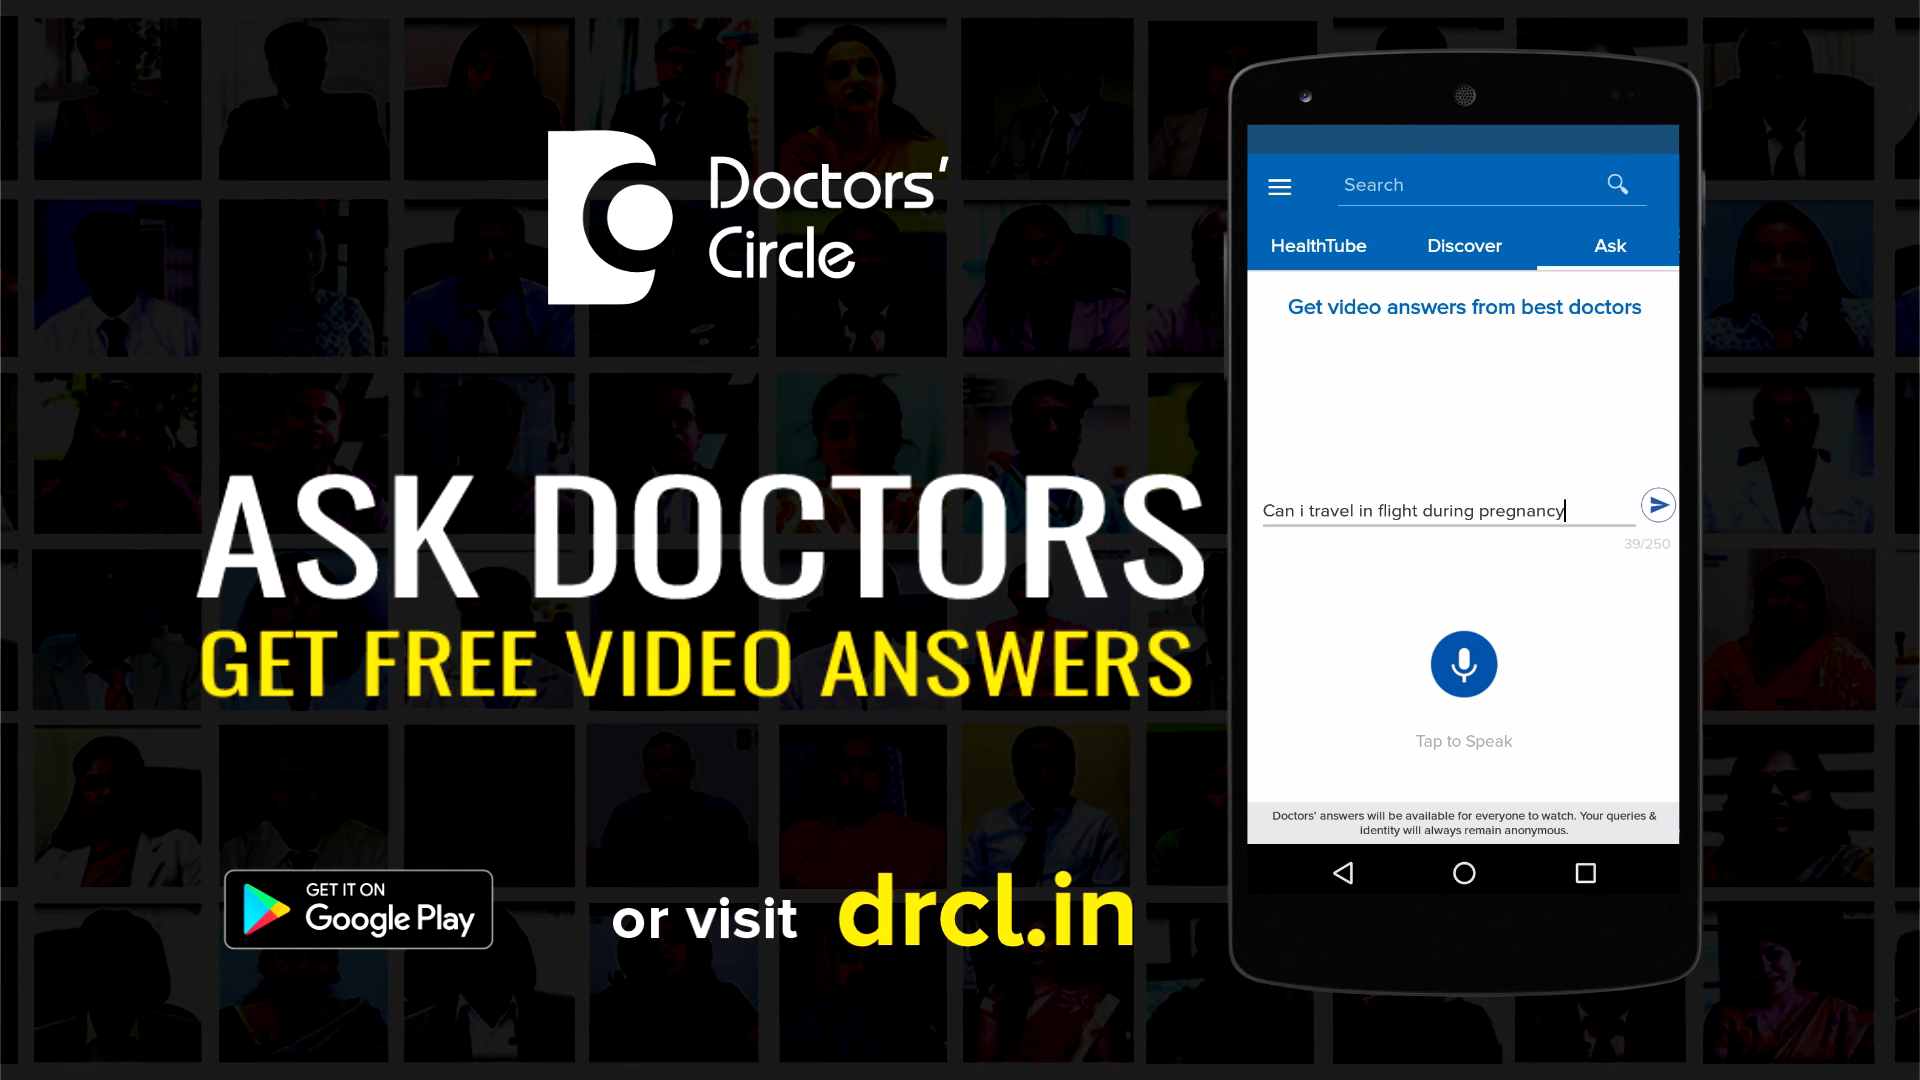 Doctors'
Circle
ASK DOCTORS
GET FREE VIDEO ANSWERS
GET IT ON
Google Play
or visit drcl.in
Search
HealthTube Discover Ask
Get video answers from best doctors
Can i travel in flight during pregnancy
39/250
Tap to Speak
Doctors' answers will be available for everyone to watch. Your queries &
identity will always remain anonymous.